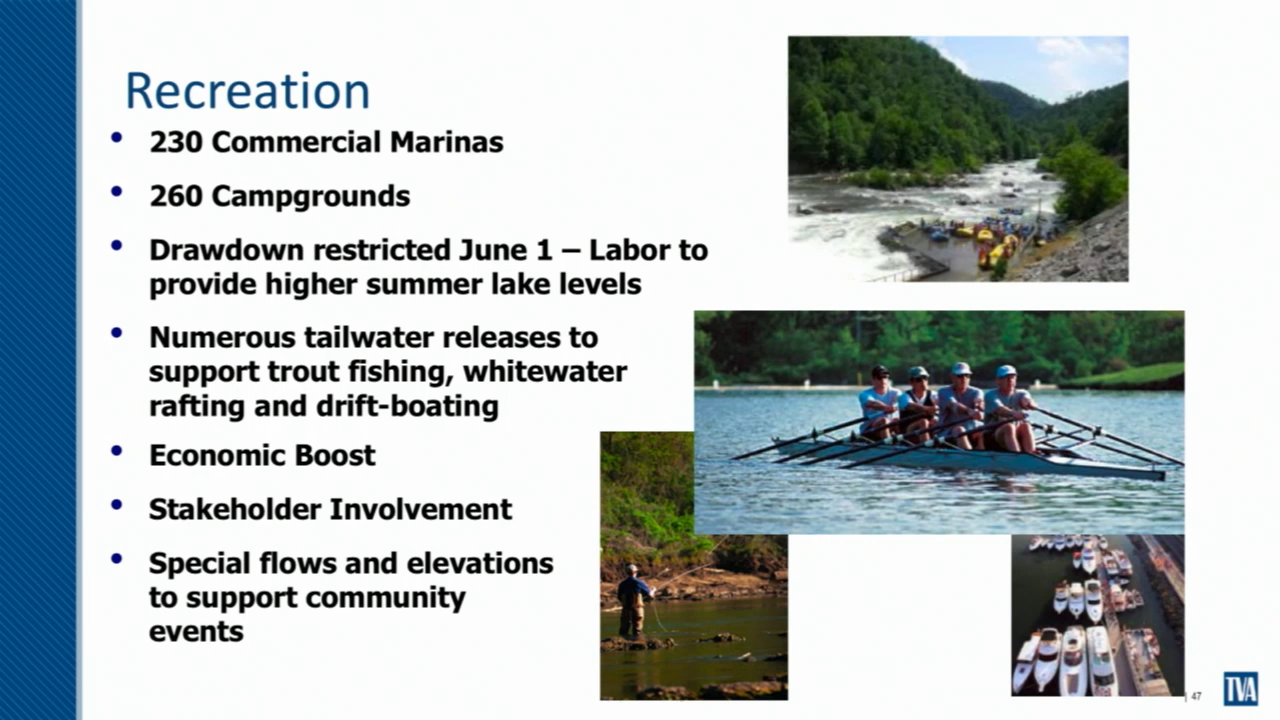 Recreation
• 230 Commercial Marinas
• 260 Campgrounds
• Drawdown restricted June 1 – Labor to
provide higher summer lake levels
• Numerous tailwater releases to
support trout fishing, whitewater
rafting and drift-boating
• Economic Boost
• Stakeholder Involvement
• Special flows and elevations
to support community
events
| 47
TVA